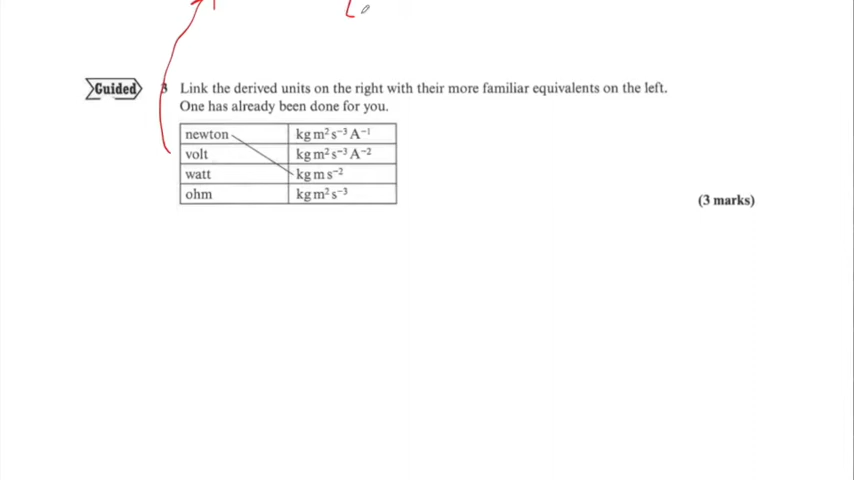 Guided
3 Link the derived units on the right with their more familiar equivalents on the left.
One has already been done for you.
newton kg m² s⁻³ A⁻¹
volt kg m² s⁻³ A⁻²
watt kg m s⁻²
ohm kg m² s⁻³
(3 marks)